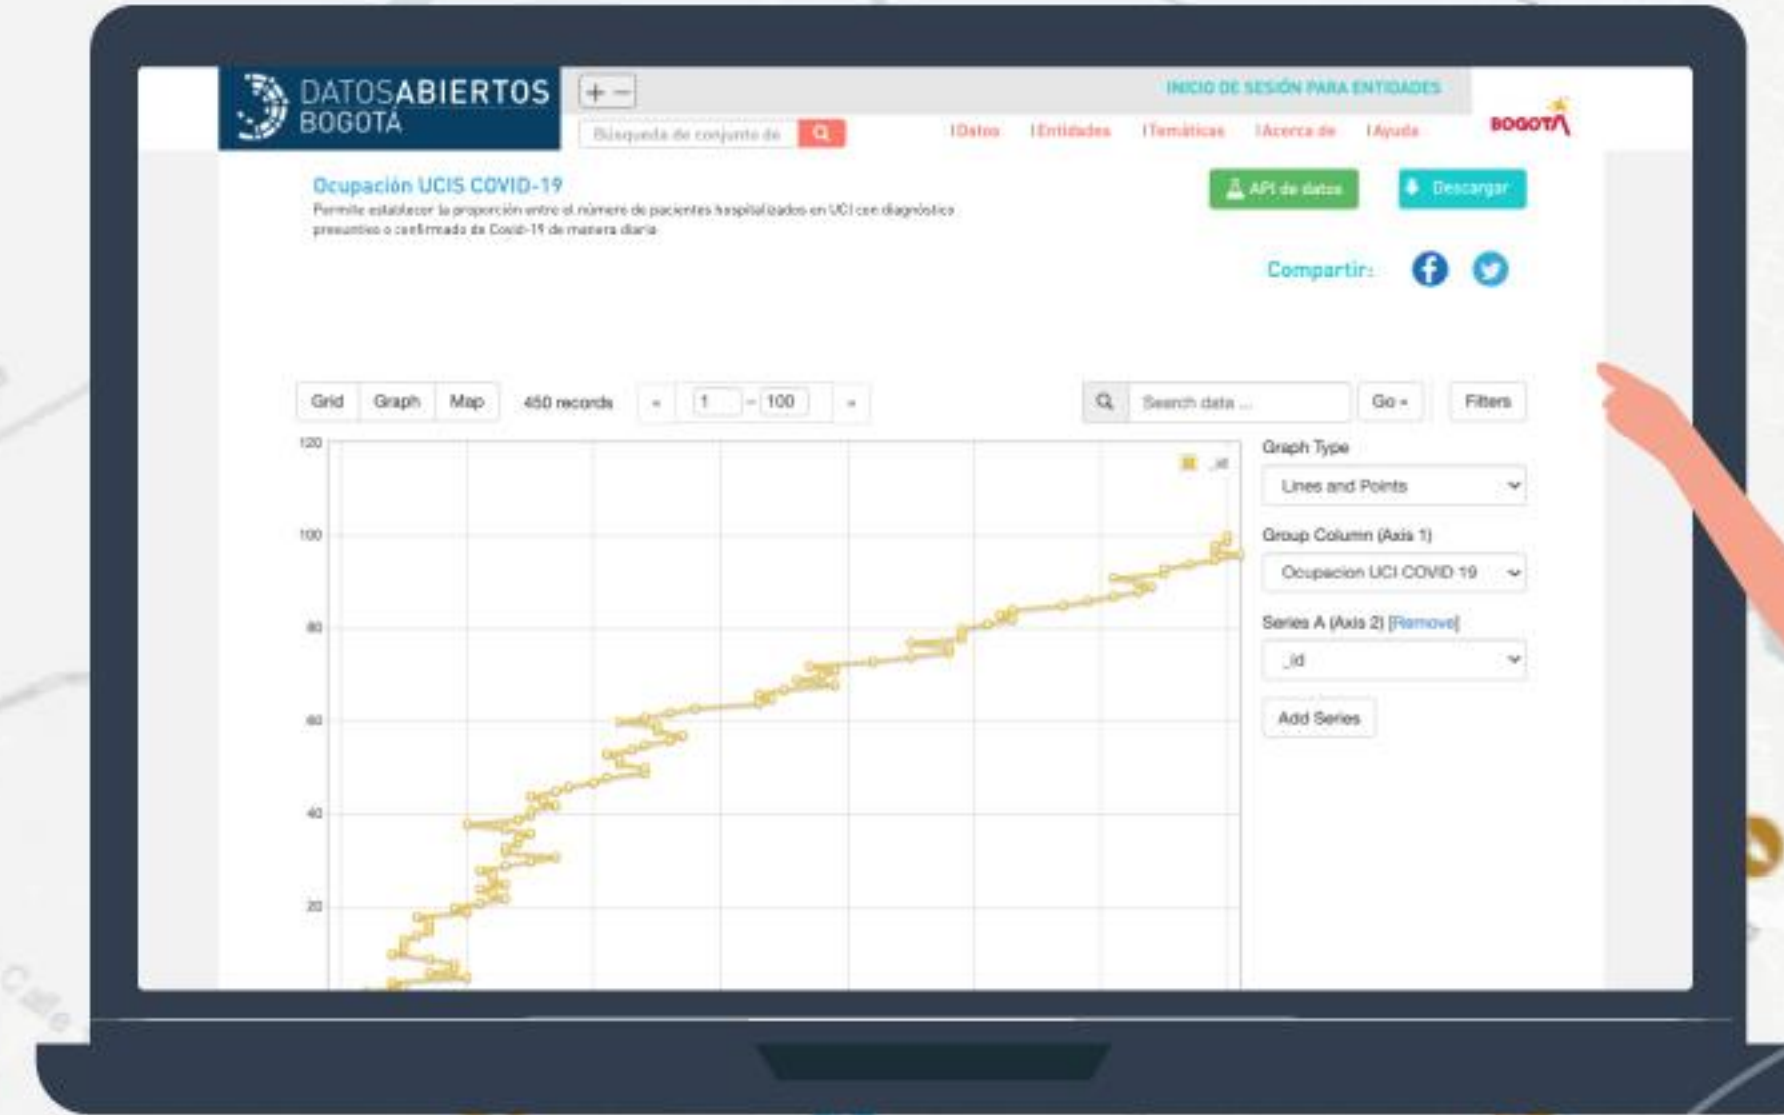 DATOSABIERTOS
BOGOTÁ
+ −
INICIO DE SESIÓN PARA ENTIDADES
Búsqueda de conjunto de
| Datos | Entidades | Temáticas | Acerca de | Ayuda
BOGOTÁ
Ocupación UCIS COVID-19
Permite establecer la proporción entre el número de pacientes hospitalizados en UCI con diagnóstico
presuntivo o confirmado de Covid-19 de manera diaria
API de datos
Descargar
Compartir:
Grid Graph Map 450 records « 1 – 100 »
Search data ...
Go »
Filters
120
100
80
60
40
20
_id
Graph Type
Lines and Points
Group Column (Axis 1)
Ocupacion UCI COVID 19
Series A (Axis 2) [Remove]
_id
Add Series
Calle